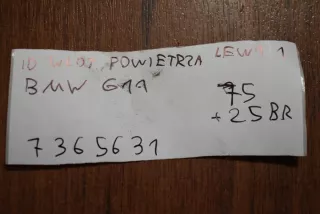 WLOT POWIETRZA LEWY 1
BMW G11
75
+25BR
7365631